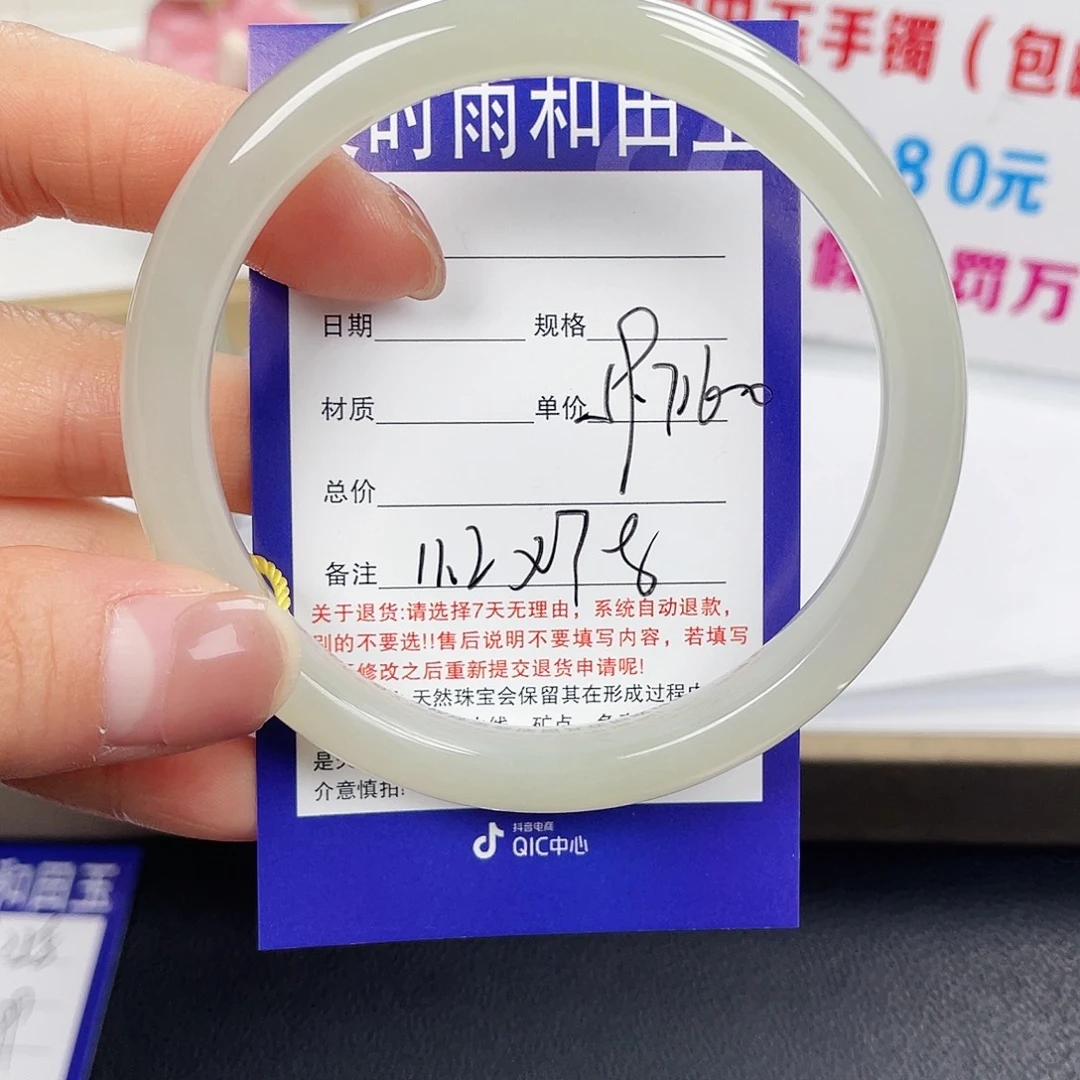 时雨和田玉
日期 规格
材质 单价
总价
备注 11.2
关于退货:请选择7天无理由,系统自动退款,
别的不要选!!售后说明不要填写内容,若填写
修改之后重新提交退货申请呢!
天然珠宝会保留其在形成过程中
矿点
是
介意慎拍!
抖音电商
QIC中心
玉手镯(包邮
80元
假 罚万
和田玉